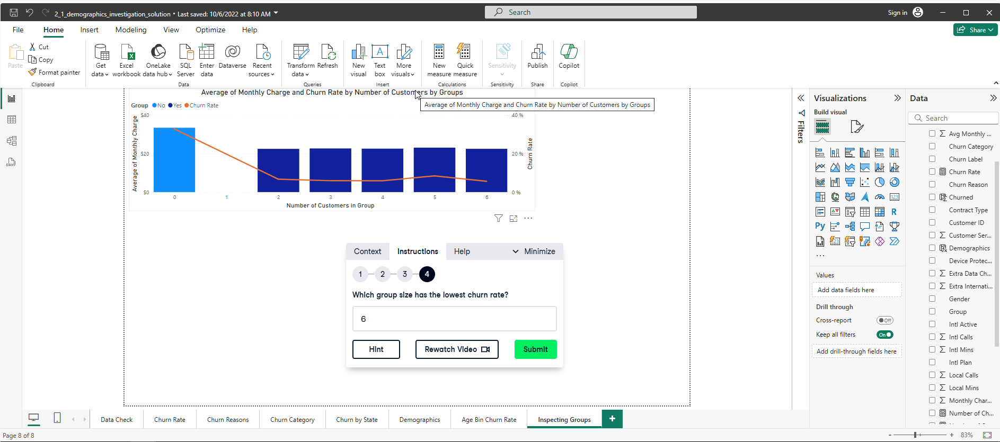 2_1_demographics_investigation_solution • Last saved: 10/6/2022 at 8:10 AM
Search
Sign in
File Home Insert Modeling View Optimize Help
Share
Paste
Cut
Copy
Format painter
Clipboard
Get data
Excel workbook
OneLake data hub
SQL Server
Enter data
Dataverse
Recent sources
Data
Transform data
Refresh
Queries
New visual
Text box
More visuals
Insert
New measure
Quick measure
Calculations
Sensitivity
Sensitivity
Publish
Share
Copilot
Copilot
Average of Monthly Charge and Churn Rate by Number of Customers by Groups
Average of Monthly Charge and Churn Rate by Number of Customers by Groups
Group No Yes Churn Rate
Average of Monthly Charge
$40
$20
$0
40 %
20 %
0 %
Churn Rate
0 1 2 3 4 5 6
Number of Customers in Group
Context Instructions Help Minimize
1 2 3 4
Which group size has the lowest churn rate?
6
Hint
Rewatch Video
Submit
Filters
Visualizations
Build visual
123
R
Py
123
Values
Add data fields here
Drill through
Cross-report
Off
Keep all filters
On
Add drill-through fields here
Data
Search
Avg Monthly ...
Churn Category
Churn Label
Churn Rate
Churn Reason
Churned
Contract Type
Customer ID
Customer Ser...
Demographics
Device Protec...
Extra Data Ch...
Extra Internati...
Gender
Group
Intl Active
Intl Calls
Intl Mins
Intl Plan
Local Calls
Local Mins
Monthly Char...
Number of Ch...
DAX
Data Check
Churn Rate
Churn Reasons
Churn Category
Churn by State
Demographics
Age Bin Churn Rate
Inspecting Groups
Page 8 of 8
83%